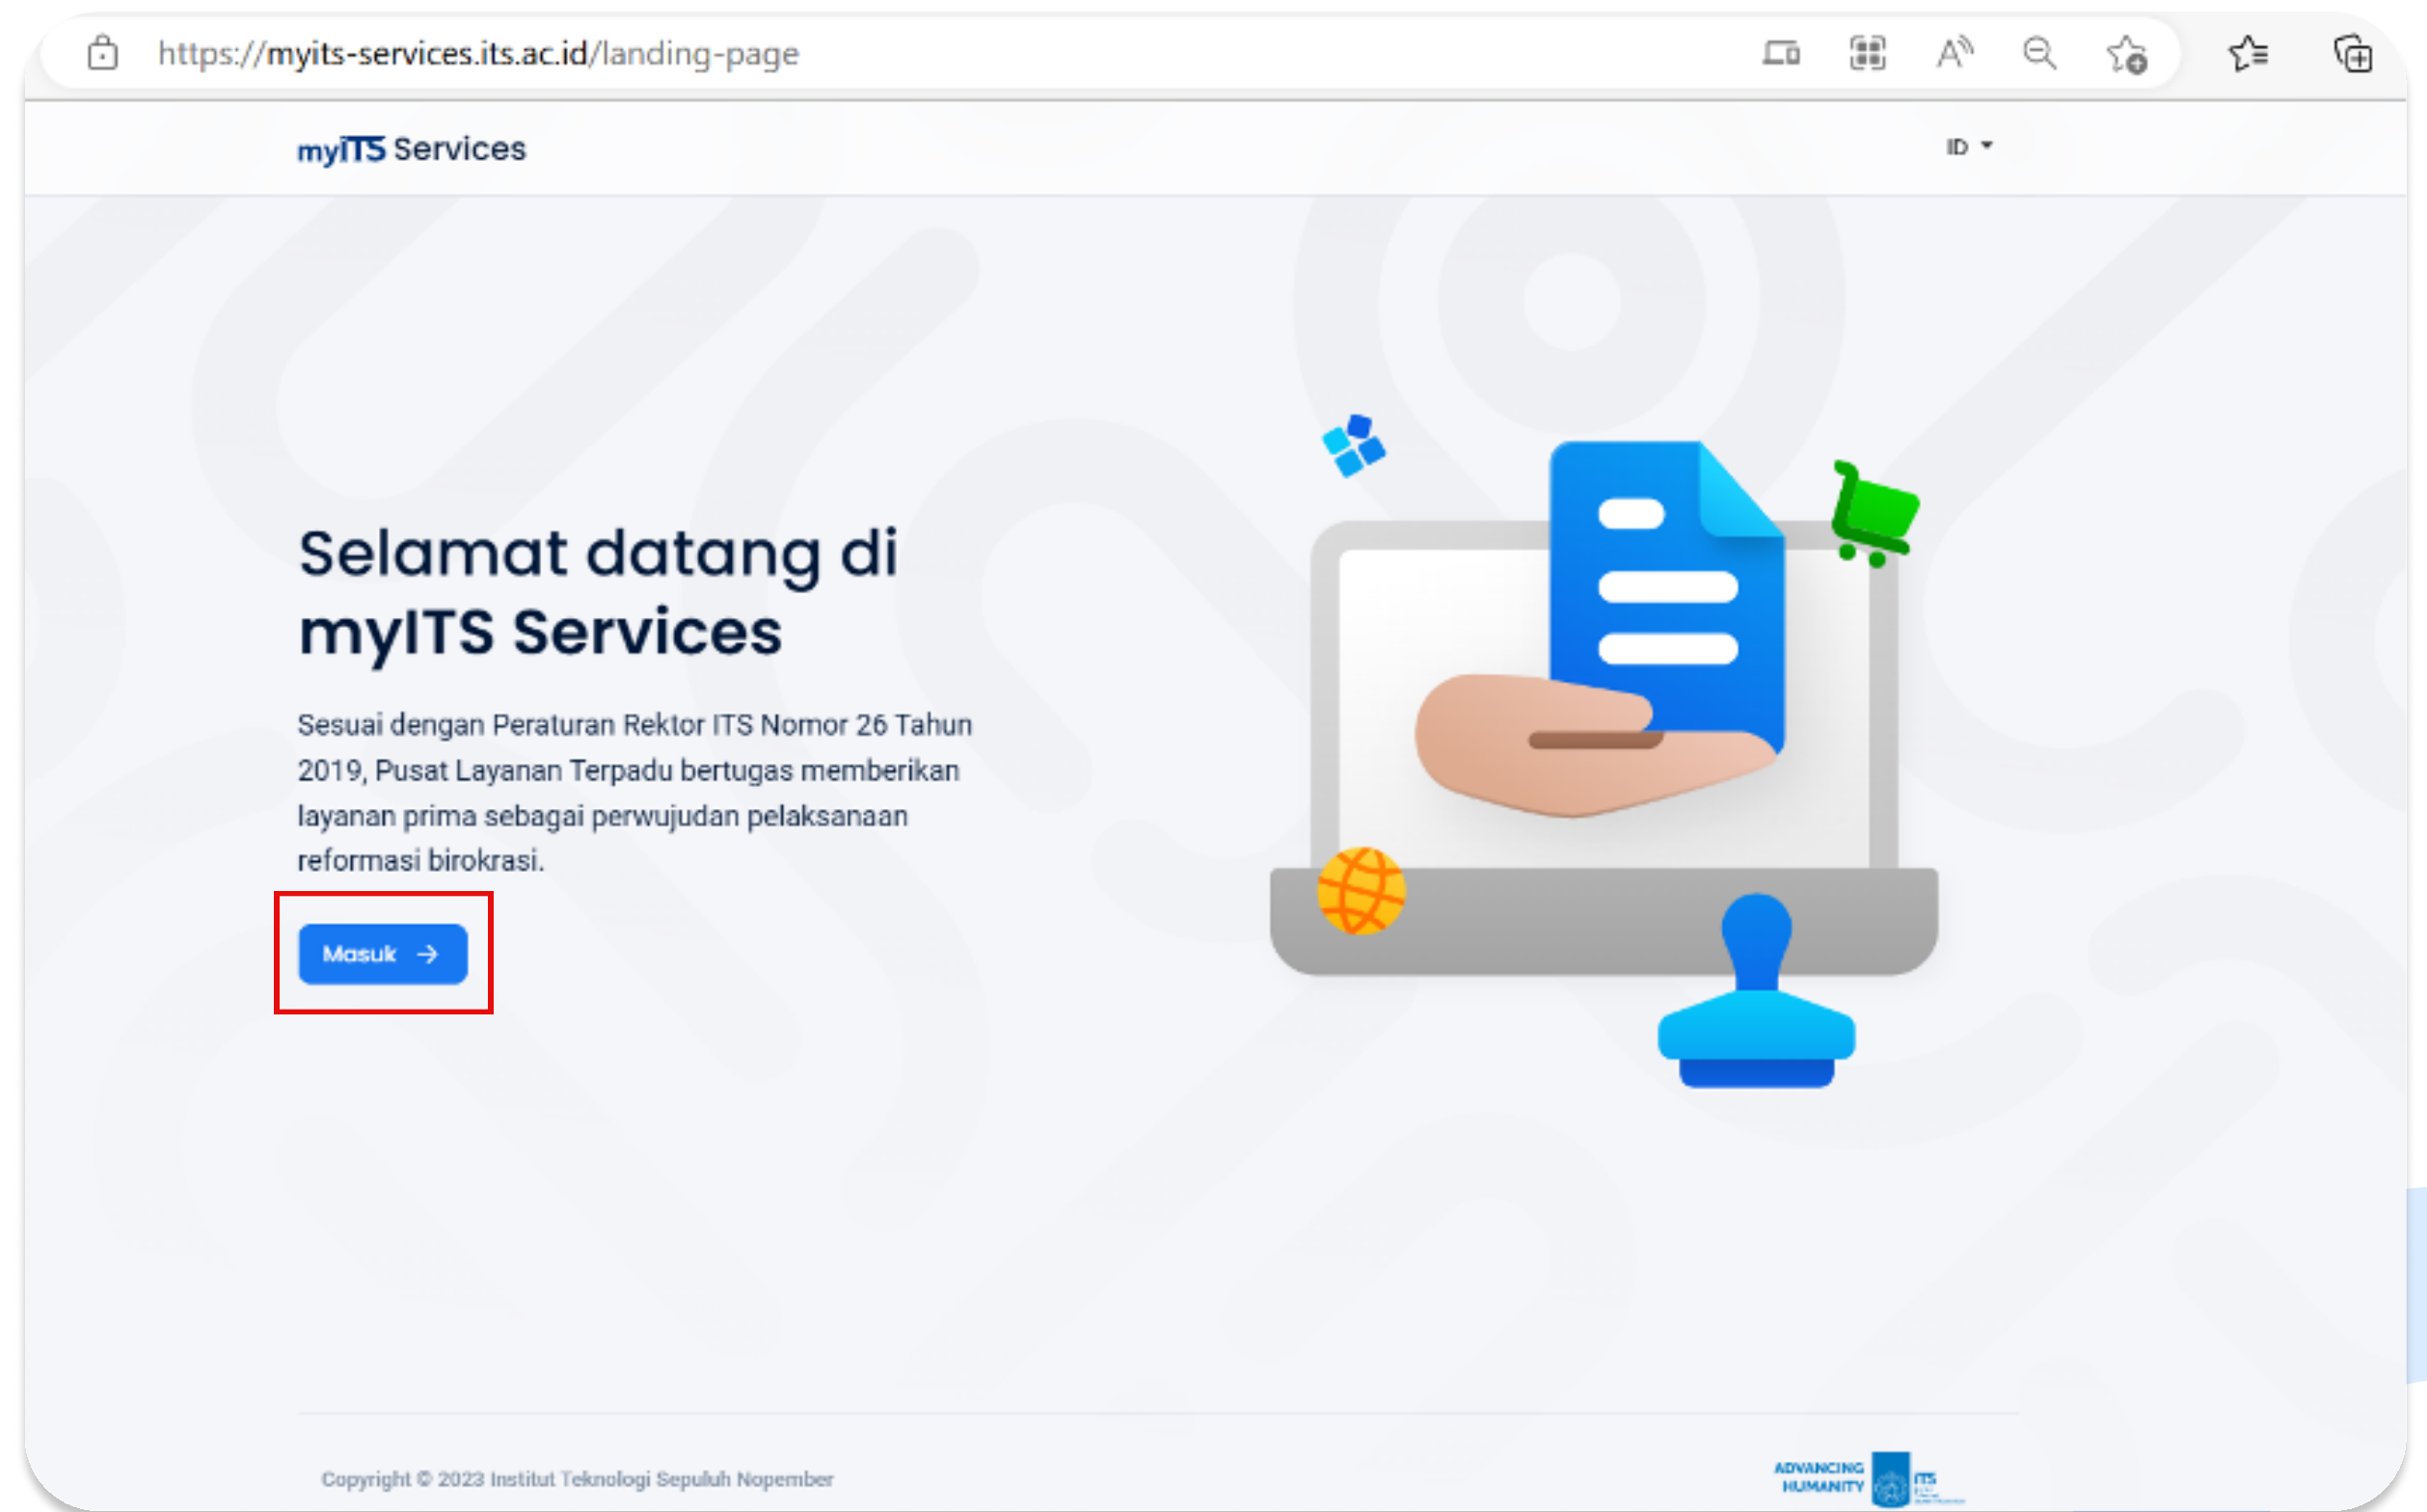 https://myits-services.its.ac.id/landing-page
myITS Services
ID
Selamat datang di
myITS Services
Sesuai dengan Peraturan Rektor ITS Nomor 26 Tahun
2019, Pusat Layanan Terpadu bertugas memberikan
layanan prima sebagai perwujudan pelaksanaan
reformasi birokrasi.
Masuk
Copyright © 2023 Institut Teknologi Sepuluh Nopember
ADVANCING
HUMANITY
ITS